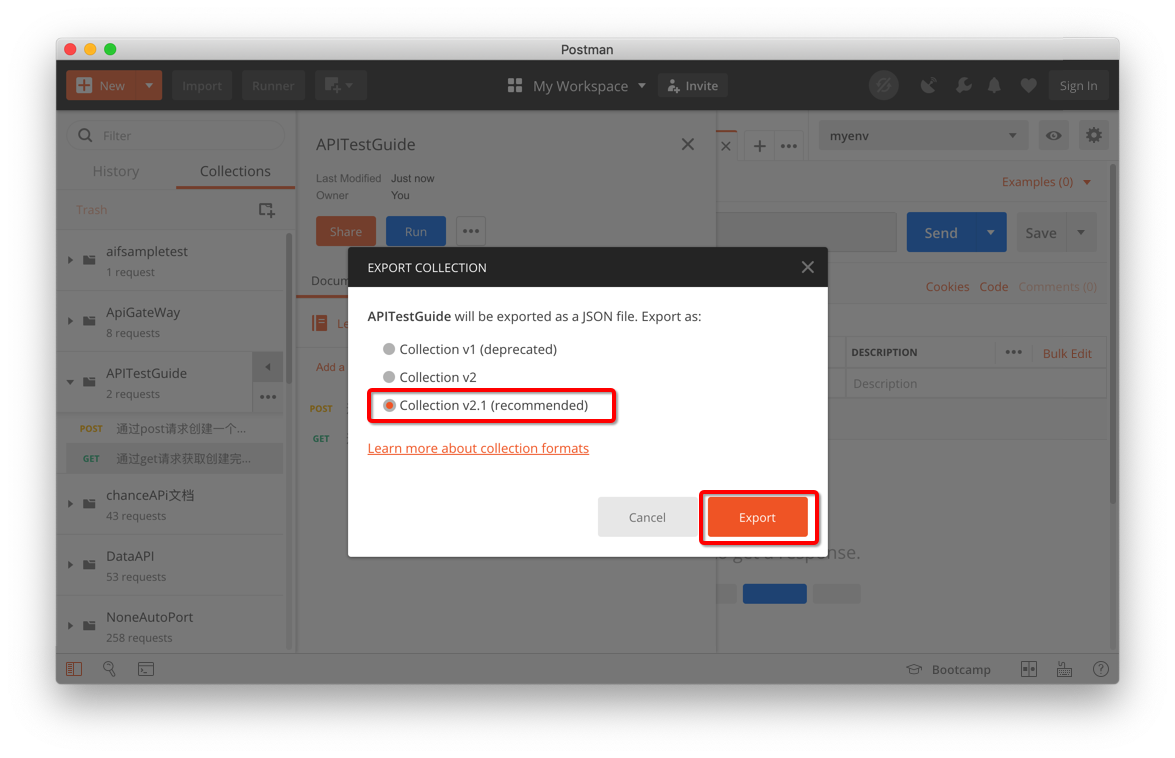 Postman
New
Import
Runner
My Workspace
Invite
Sign In
Filter
History
Collections
Trash
aifsampletest
1 request
ApiGateWay
8 requests
APITestGuide
2 requests
POST 通过post请求创建一个...
GET 通过get请求获取创建完...
chanceAPi文档
43 requests
DataAPI
53 requests
NoneAutoPort
258 requests
APITestGuide
Last Modified Just now
Owner You
Share
Run
Docum
Le
Add a
POST
GET
myenv
Examples (0)
Send
Save
Cookies Code Comments (0)
DESCRIPTION
Bulk Edit
Description
get a response.
EXPORT COLLECTION
APITestGuide will be exported as a JSON file. Export as:
Collection v1 (deprecated)
Collection v2
Collection v2.1 (recommended)
Learn more about collection formats
Cancel
Export
Bootcamp